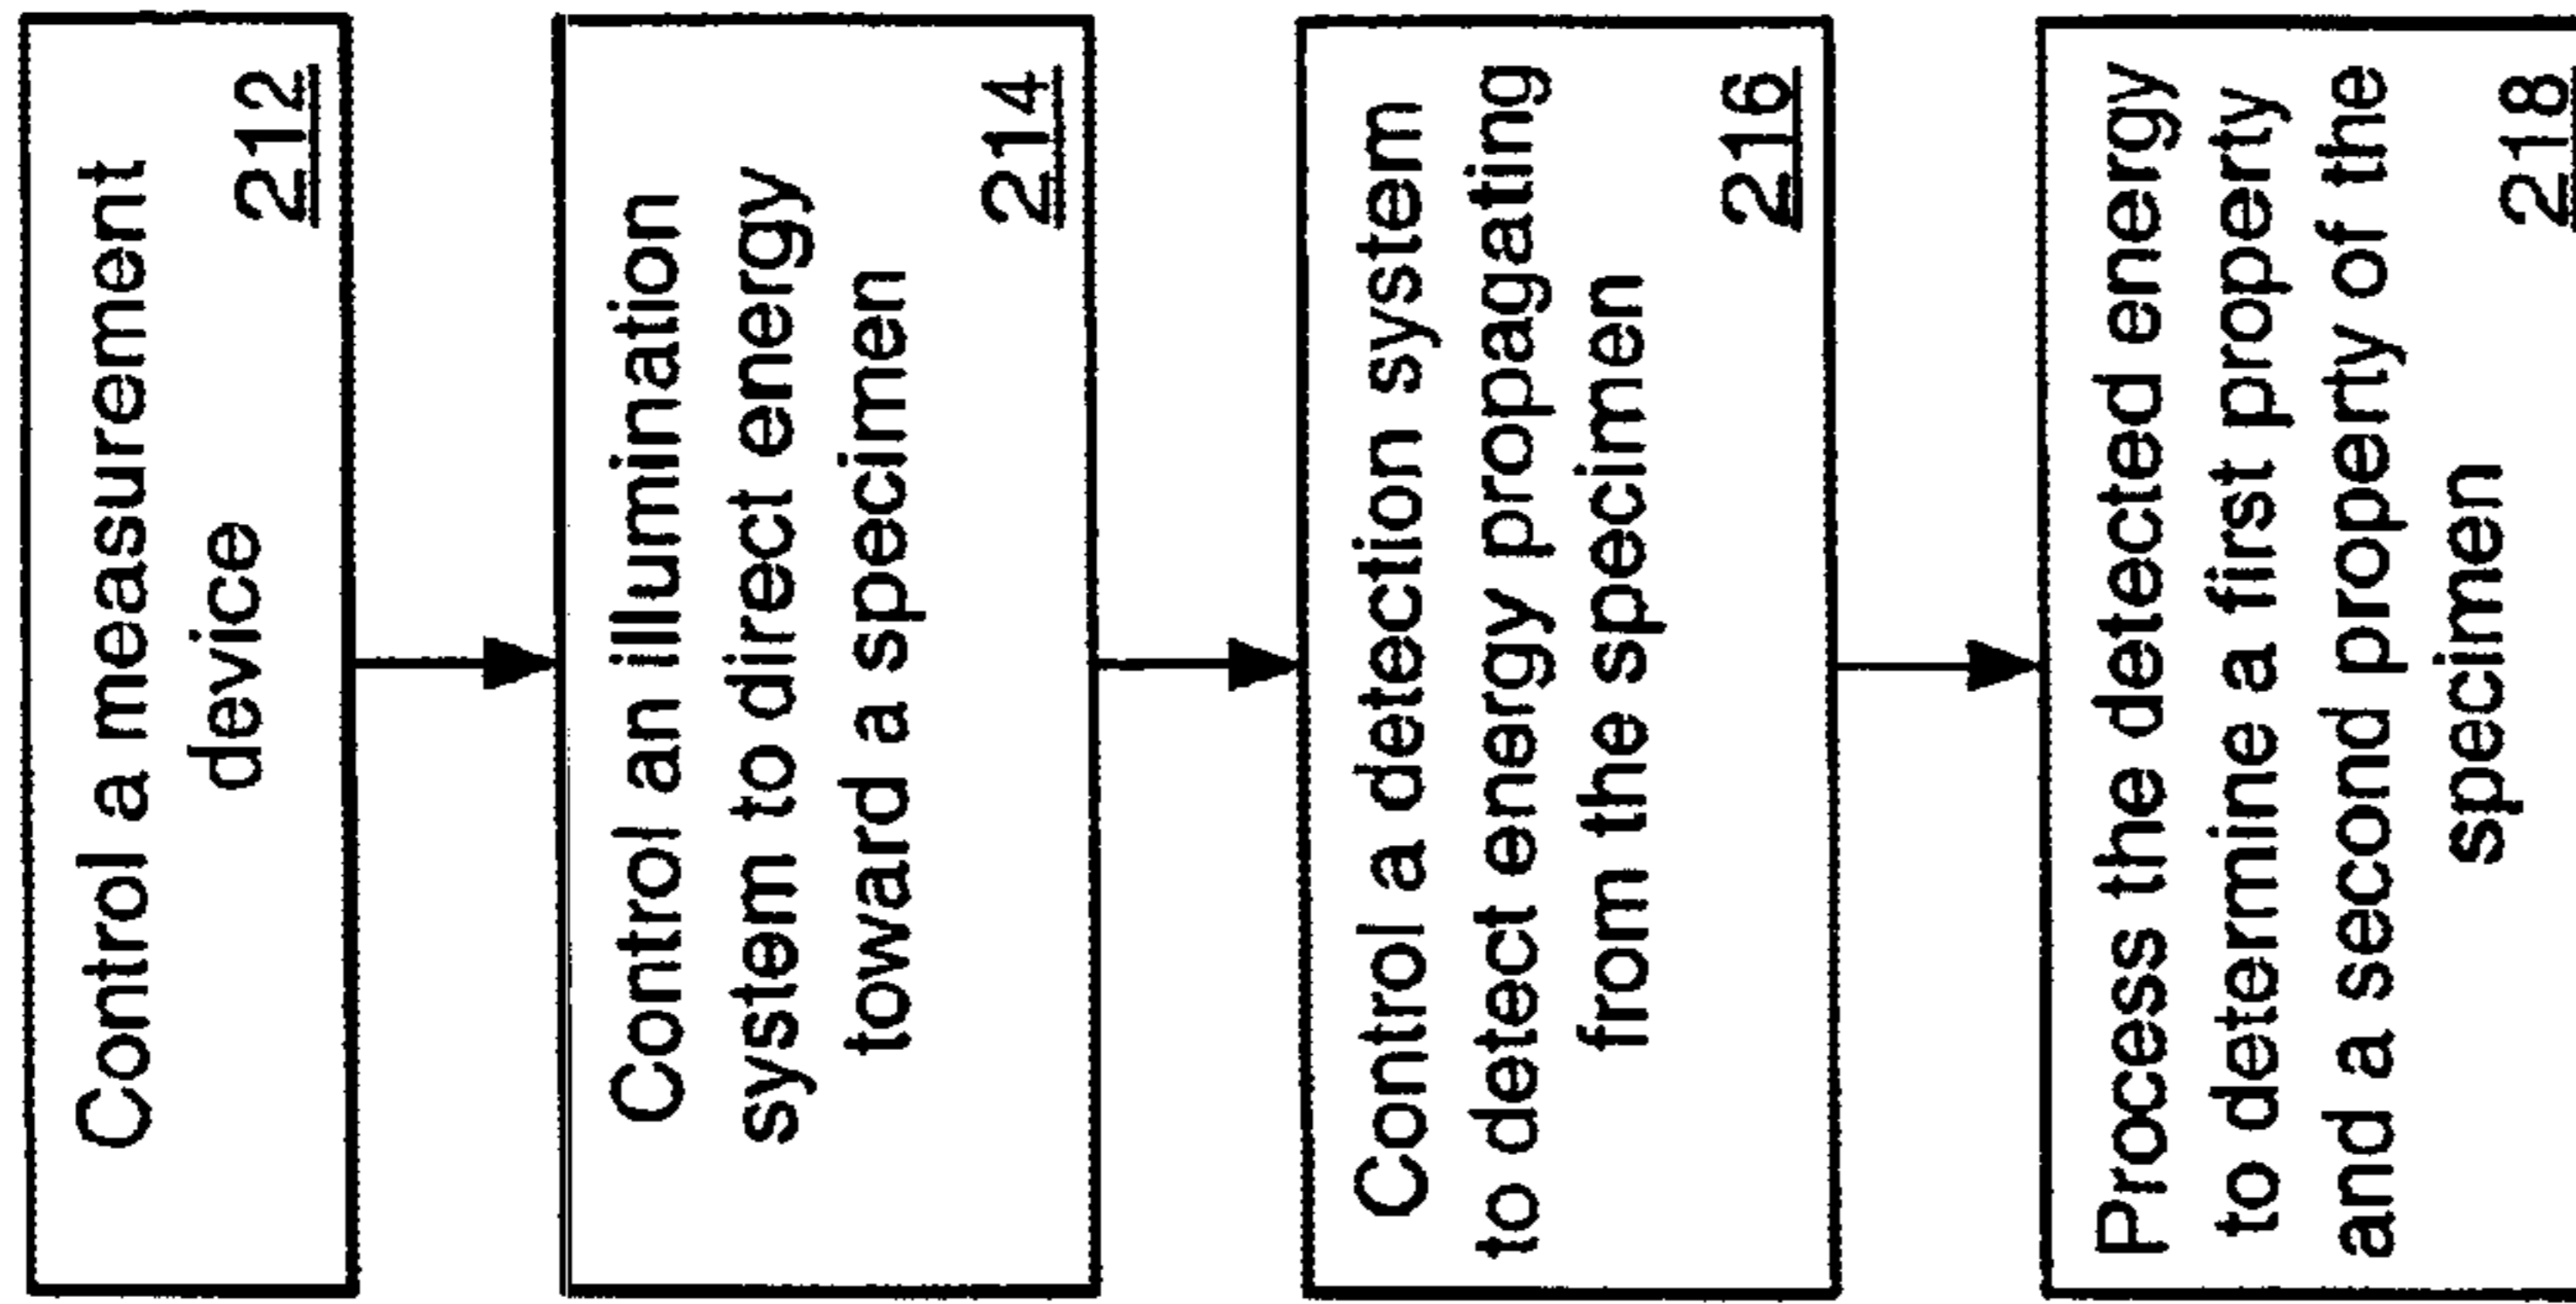 Control a measurement
device
212
Control an illumination
system to direct energy
toward a specimen
214
Control a detection system
to detect energy propagating
from the specimen
216
Process the detected energy
to determine a first property
and a second property of the
specimen
218